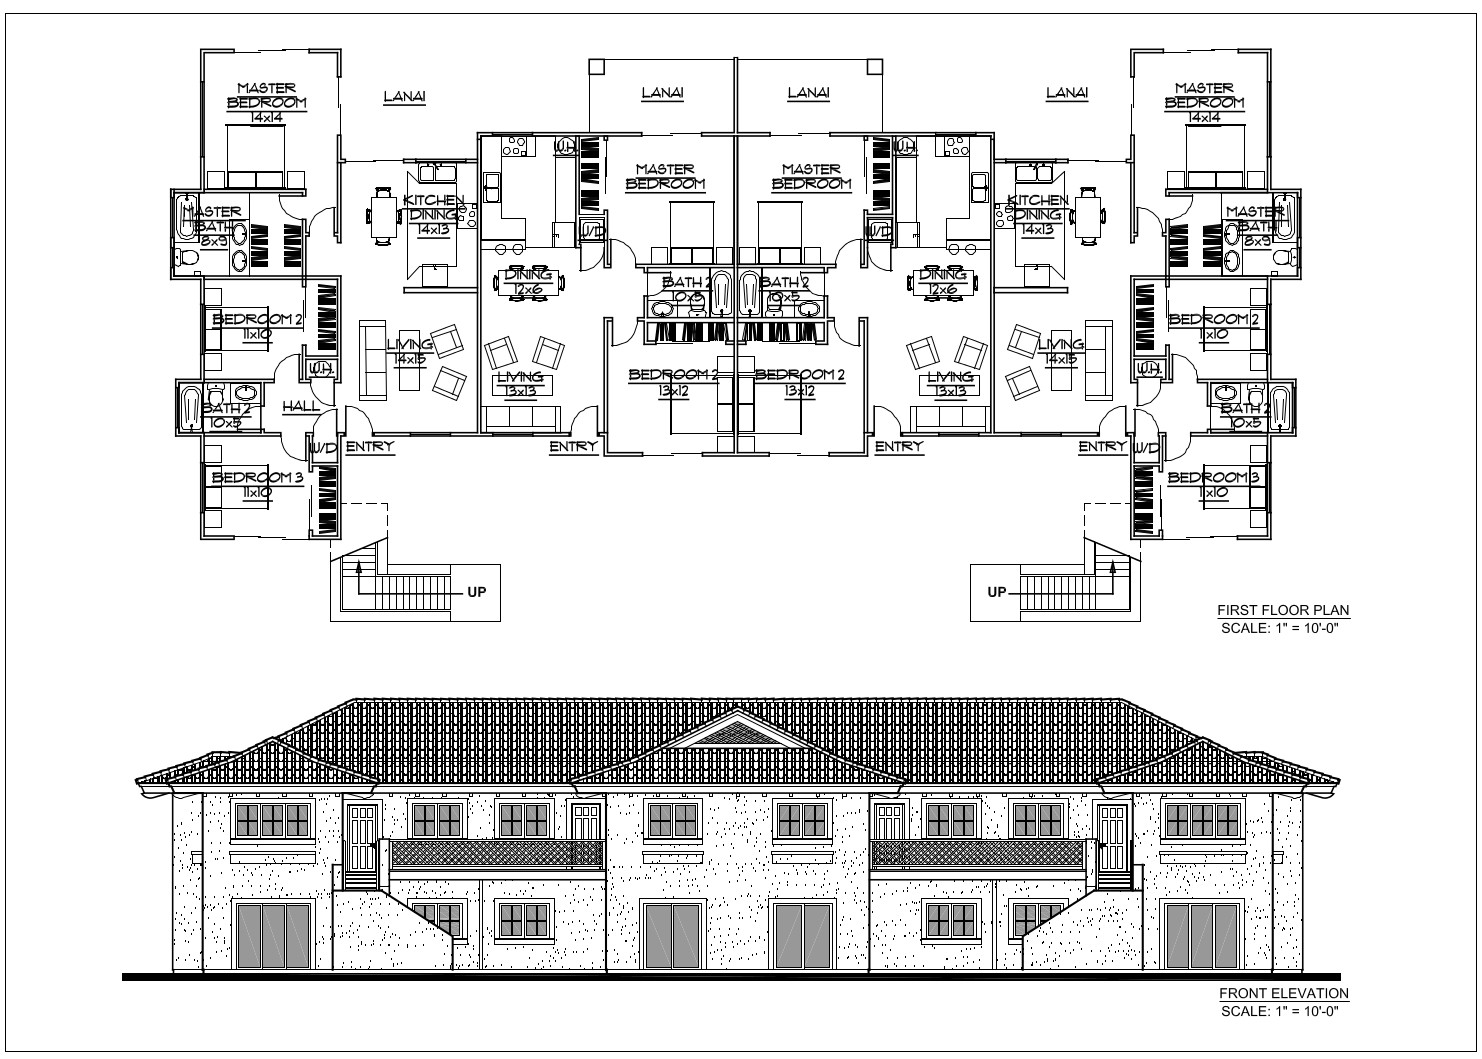 MASTER
BEDROOM
14x14
LANAI
LANAI
LANAI
LANAI
MASTER
BEDROOM
14x14
W.H.
MASTER
BEDROOM
MASTER
BEDROOM
W.H.
MASTER
BATH
8x9
KITCHEN
DINING
14x13
W/D
W/D
KITCHEN
DINING
14x13
MASTER
BATH
8x9
DINING
12x6
BATH 2
10x5
BATH 2
10x5
DINING
12x6
BEDROOM 2
11x10
LIVING
14x15
LIVING
14x15
BEDROOM 2
1x10
W.H.
LIVING
13x13
BEDROOM 2
13x12
BEDROOM 2
13x12
LIVING
13x13
W.H.
BATH 2
10x5
HALL
BATH 2
10x5
W/D
ENTRY
ENTRY
ENTRY
ENTRY
W/D
BEDROOM 3
11x10
BEDROOM 3
1x10
UP
UP
FIRST FLOOR PLAN
SCALE: 1" = 10'-0"
FRONT ELEVATION
SCALE: 1" = 10'-0"